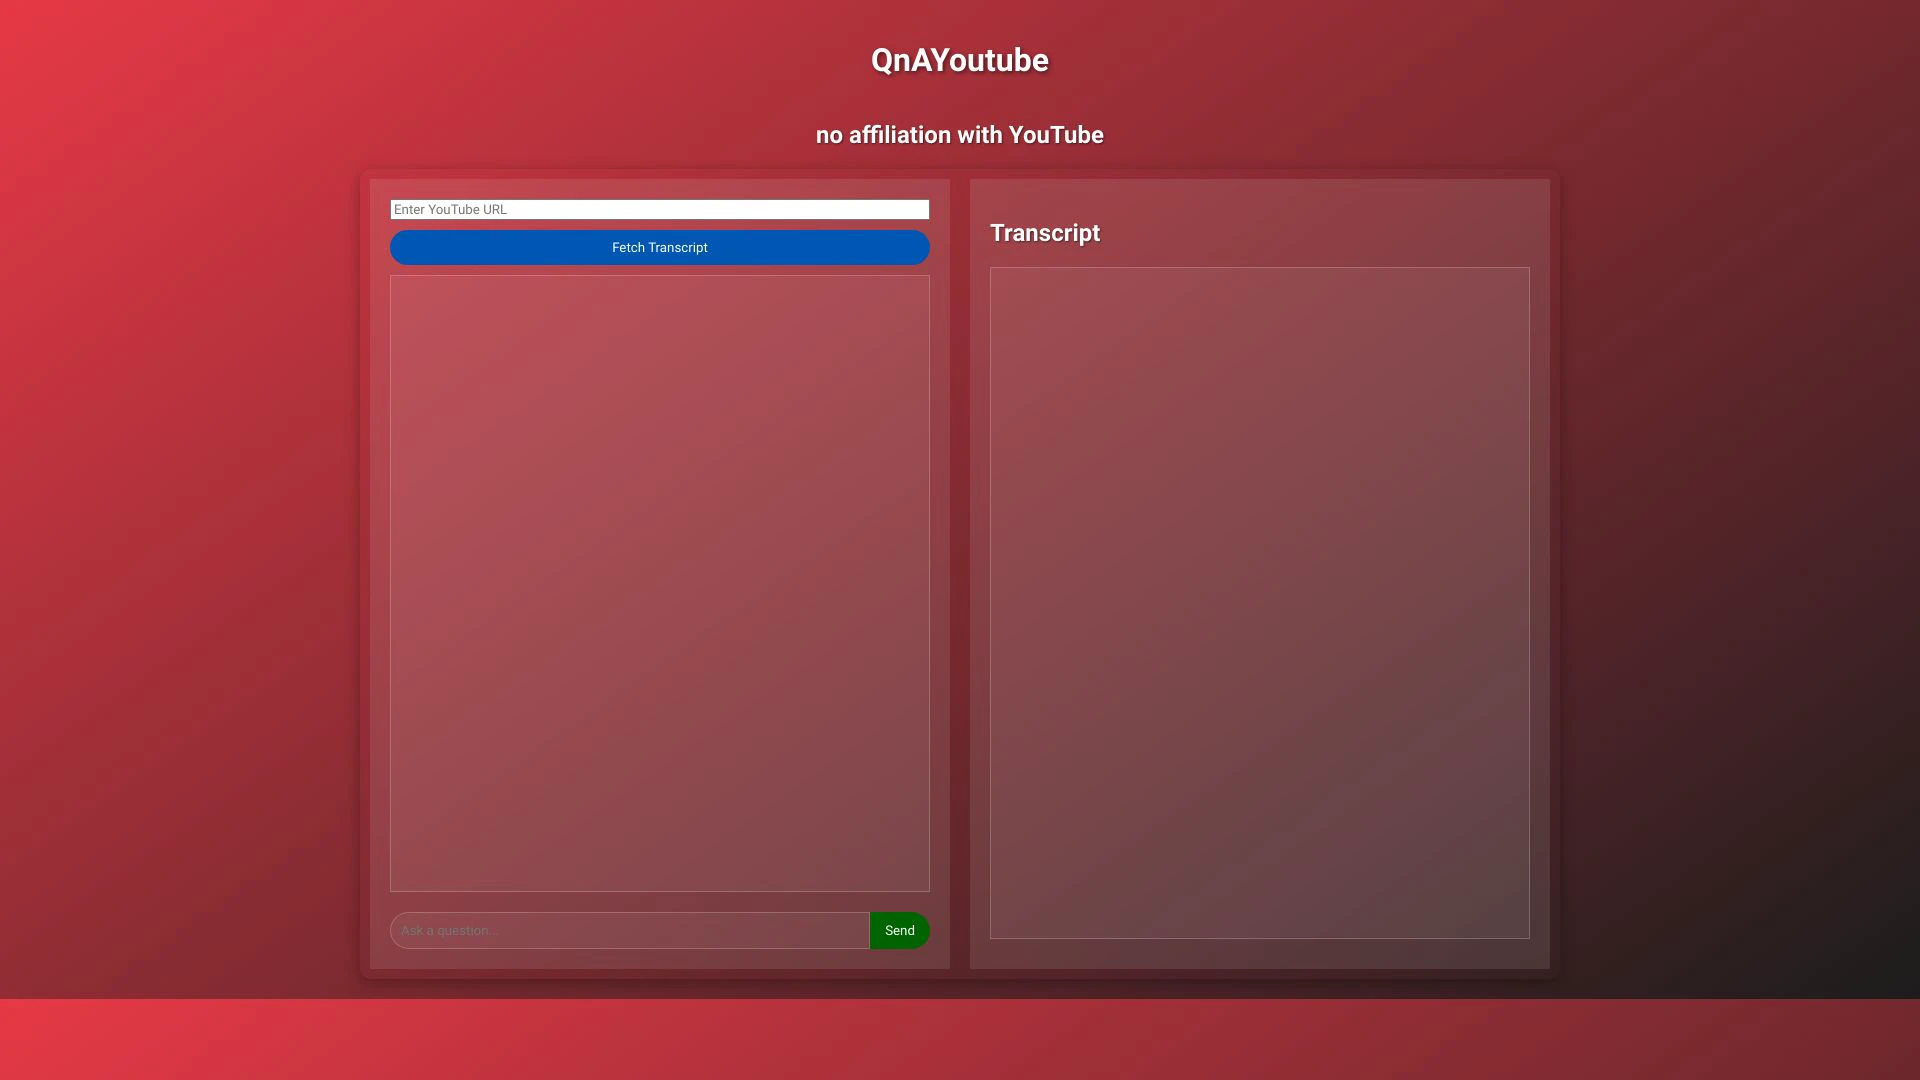 QnAYoutube
no affiliation with YouTube
Enter YouTube URL
Fetch Transcript
Ask a question...
Send
Transcript